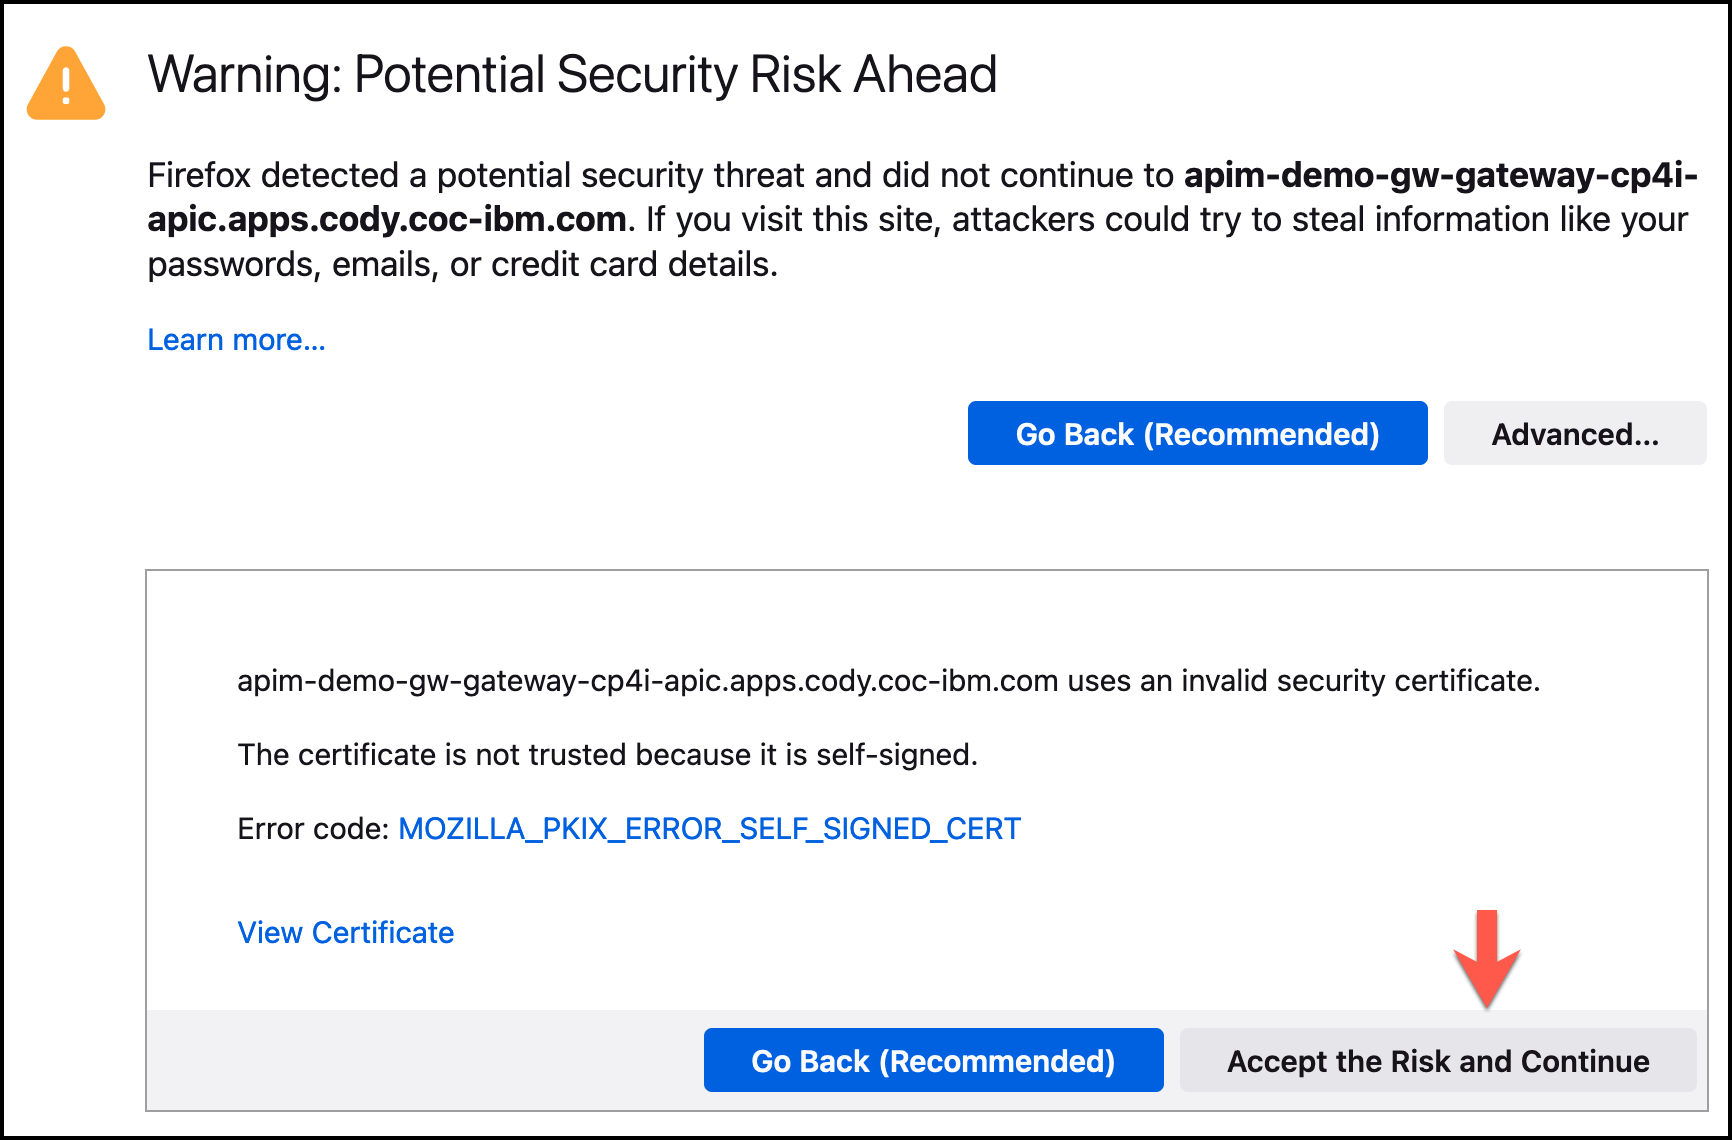 Warning: Potential Security Risk Ahead
Firefox detected a potential security threat and did not continue to apim-demo-gw-gateway-cp4i-
apic.apps.cody.coc-ibm.com. If you visit this site, attackers could try to steal information like your
passwords, emails, or credit card details.
Learn more...
Go Back (Recommended)
Advanced...
apim-demo-gw-gateway-cp4i-apic.apps.cody.coc-ibm.com uses an invalid security certificate.
The certificate is not trusted because it is self-signed.
Error code: MOZILLA_PKIX_ERROR_SELF_SIGNED_CERT
View Certificate
Go Back (Recommended)
Accept the Risk and Continue